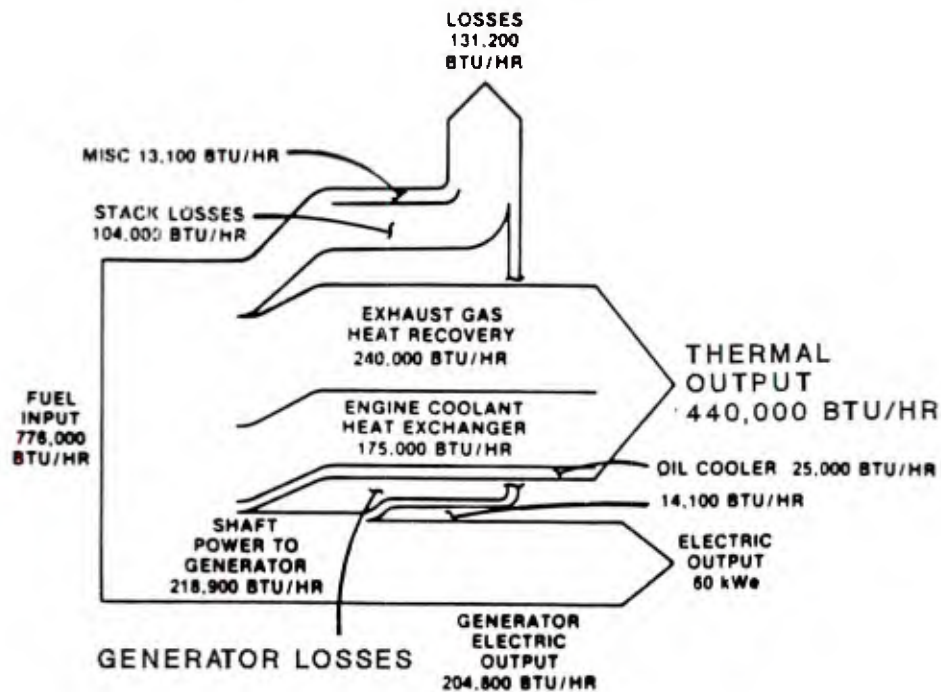 LOSSES
131,200
BTU/HR
MISC 13,100 BTU/HR
STACK LOSSES
104,000 BTU/HR
EXHAUST GAS
HEAT RECOVERY
240,000 BTU/HR
THERMAL
OUTPUT
440,000 BTU/HR
FUEL
INPUT
776,000
BTU/HR
ENGINE COOLANT
HEAT EXCHANGER
175,000 BTU/HR
OIL COOLER 25,000 BTU/HR
14,100 BTU/HR
SHAFT
POWER TO
GENERATOR
218,900 BTU/HR
ELECTRIC
OUTPUT
60 kWe
GENERATOR LOSSES
GENERATOR
ELECTRIC
OUTPUT
204,800 BTU/HR